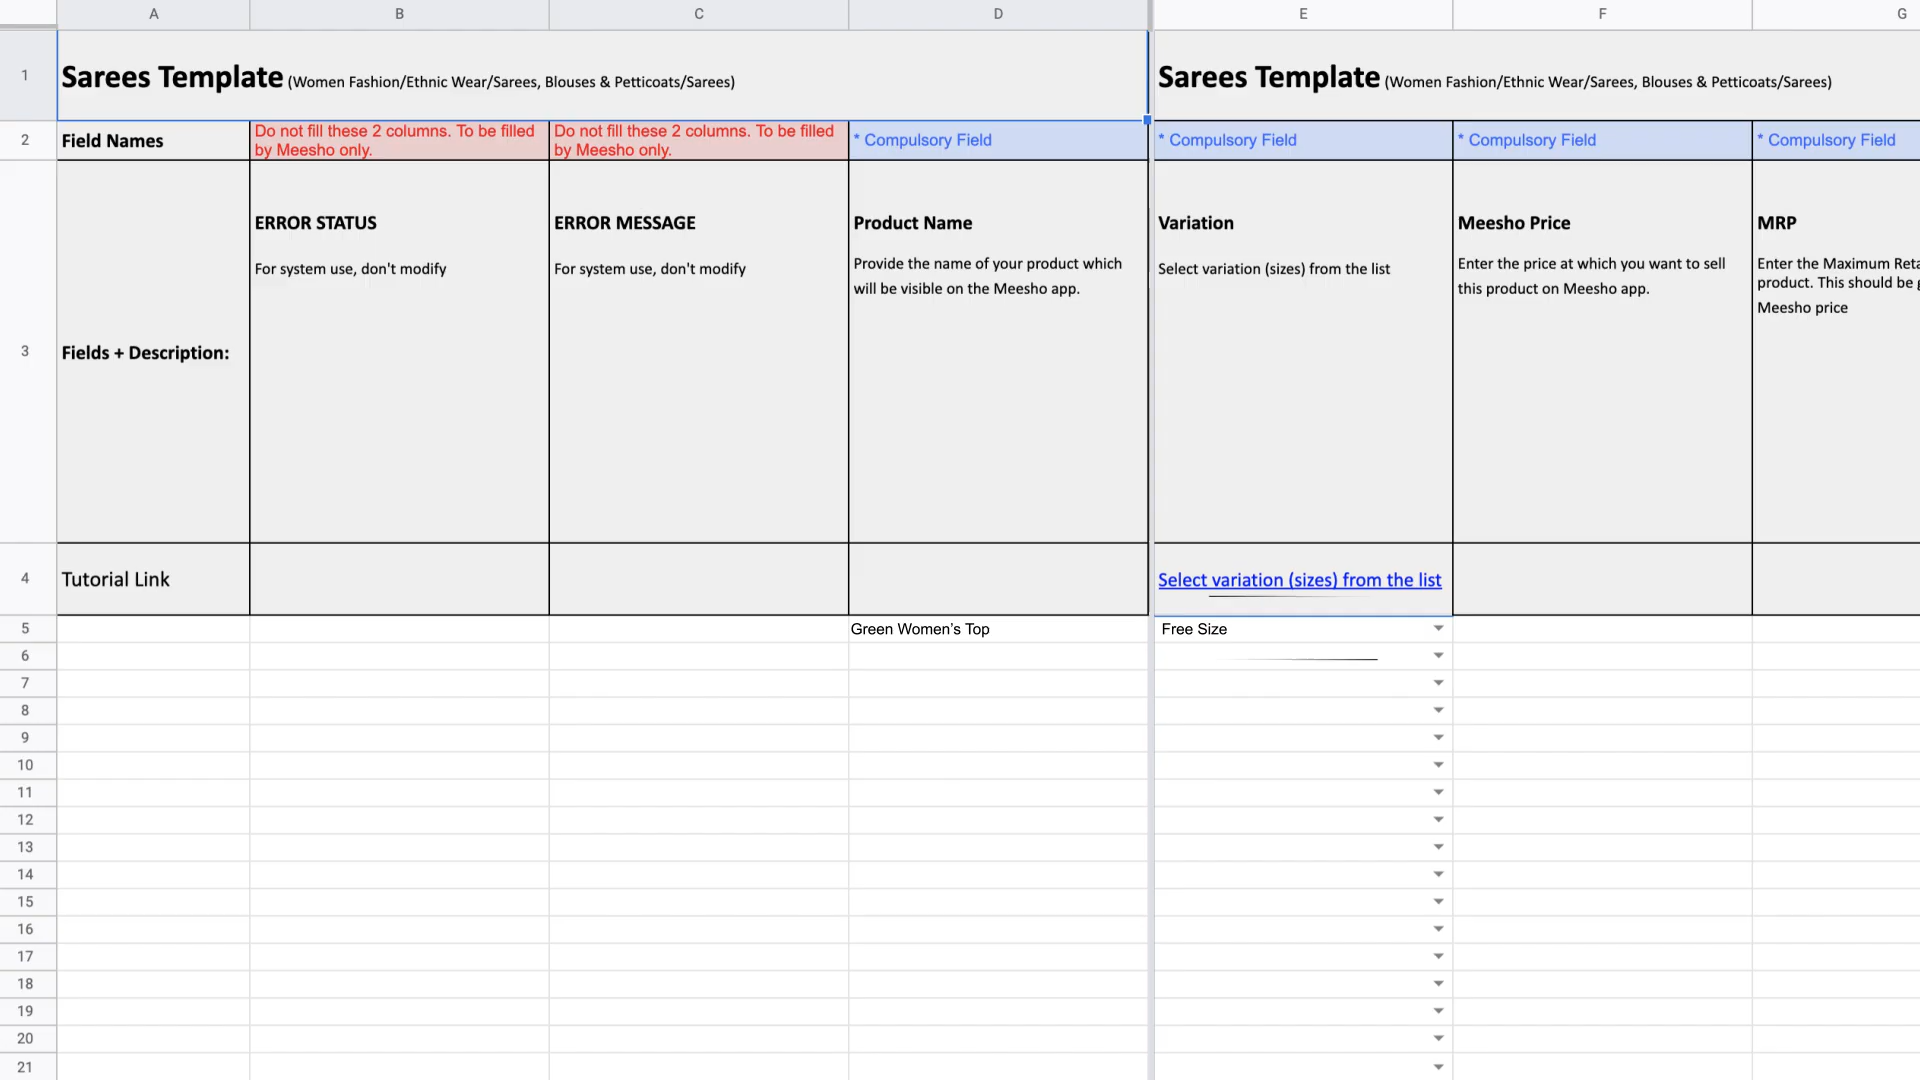 A B C D E F G
1 Sarees Template (Women Fashion/Ethnic Wear/Sarees, Blouses & Petticoats/Sarees) Sarees Template (Women Fashion/Ethnic Wear/Sarees, Blouses & Petticoats/Sarees)
2 Field Names
Do not fill these 2 columns. To be filled
by Meesho only.
Do not fill these 2 columns. To be filled
by Meesho only.
* Compulsory Field
* Compulsory Field
* Compulsory Field
* Compulsory Field
3
Fields + Description:
ERROR STATUS
For system use, don't modify
ERROR MESSAGE
For system use, don't modify
Product Name
Provide the name of your product which
will be visible on the Meesho app.
Variation
Select variation (sizes) from the list
Meesho Price
Enter the price at which you want to sell
this product on Meesho app.
MRP
Enter the Maximum
product. This should be
Meesho price
4 Tutorial Link Select variation (sizes) from the list
5 Green Women’s Top Free Size
6
7
8
9
10
11
12
13
14
15
16
17
18
19
20
21